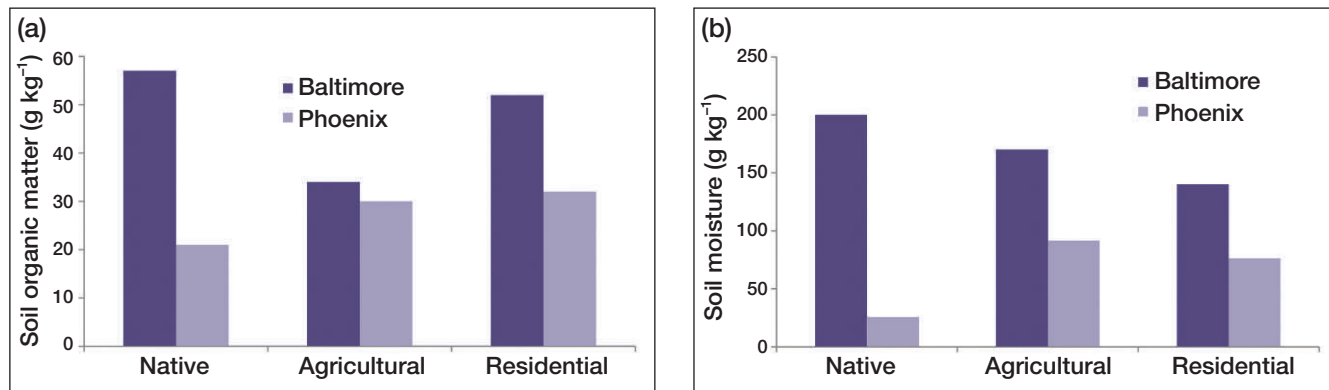 (a)
Soil organic matter (g kg⁻¹)
60
50
40
30
20
10
0
Baltimore
Phoenix
Native
Agricultural
Residential
(b)
Soil moisture (g kg⁻¹)
250
200
150
100
50
0
Baltimore
Phoenix
Native
Agricultural
Residential